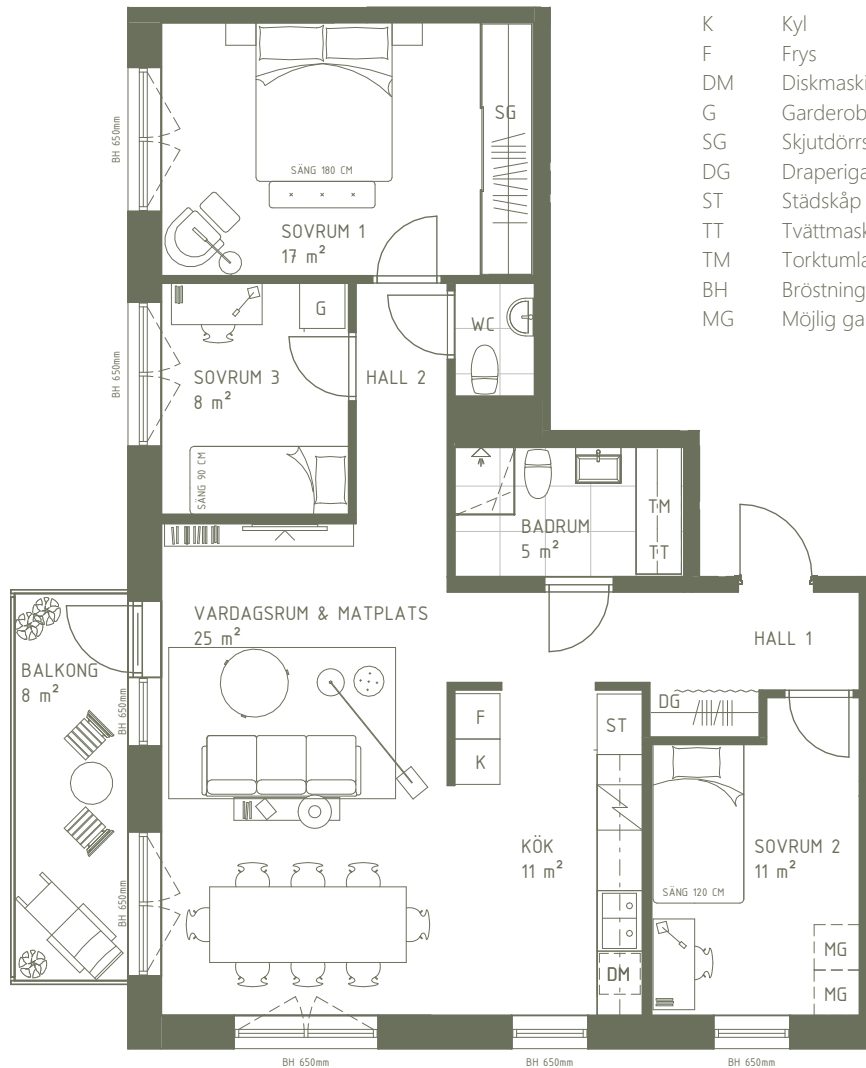 K Kyl
F Frys
DM Diskmaski
G Garderob
SG Skjutdörrs
DG Draperiga
ST Städskåp
TT Tvättmask
TM Torktumla
BH Bröstning
MG Möjlig ga
BH 650mm
SÄNG 180 CM
SG
SOVRUM 1
17 m²
BH 650mm
G
WC
SOVRUM 3
8 m²
HALL 2
SÄNG 90 CM
BADRUM
5 m²
TM
TT
VARDAGSRUM & MATPLATS
25 m²
HALL 1
BALKONG
8 m²
BH 650mm
DG
F
K
ST
KÖK
11 m²
SOVRUM 2
11 m²
SÄNG 120 CM
BH 650mm
DM
MG
MG
BH 650mm
BH 650mm
BH 650mm